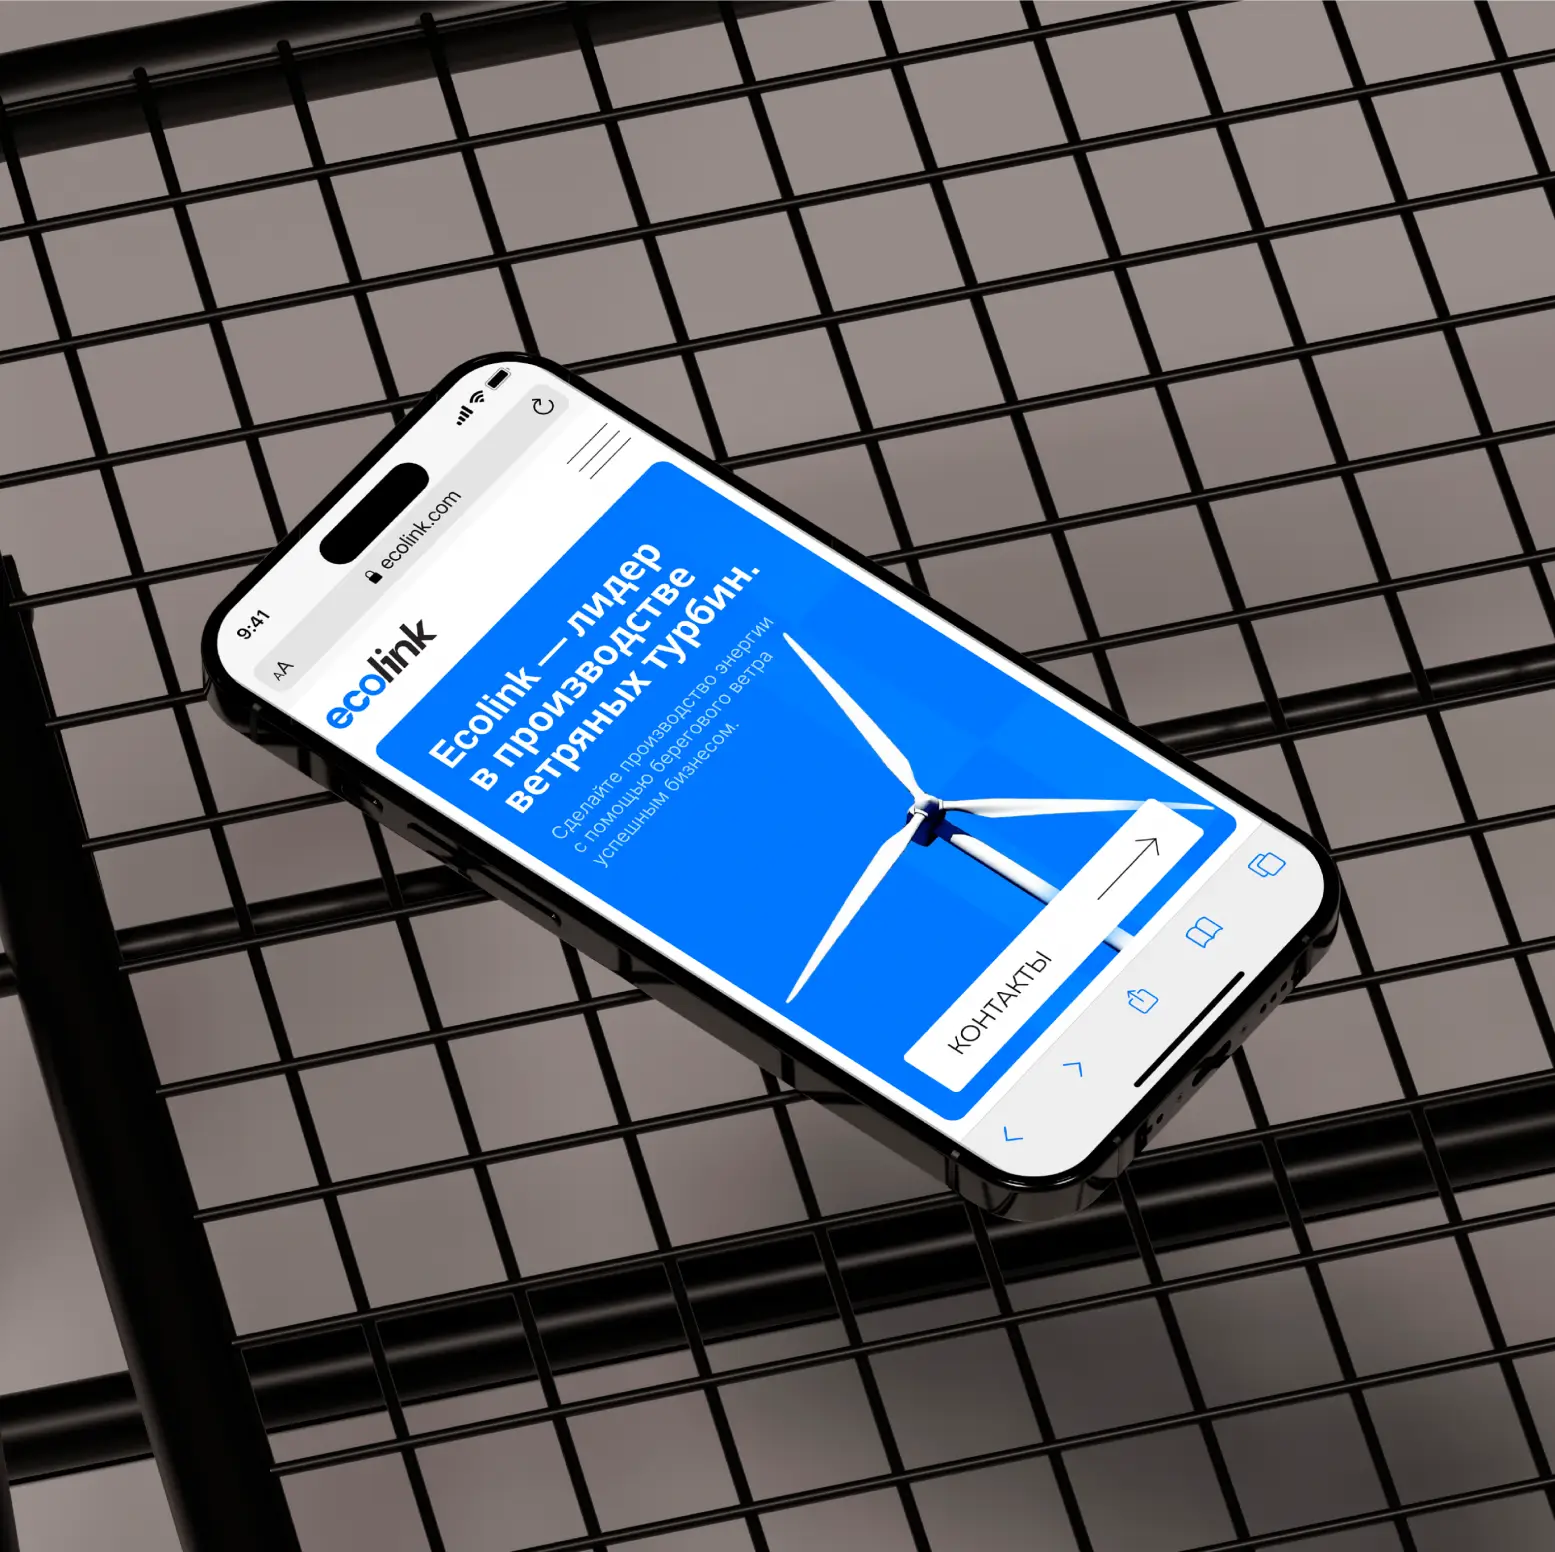 9:41
AA
ecolink.com
ecolink
Ecolink — лидер
в производстве
ветряных турбин.
Сделайте производство энергии
с помощью берегового ветра
успешным бизнесом.
КОНТАКТЫ